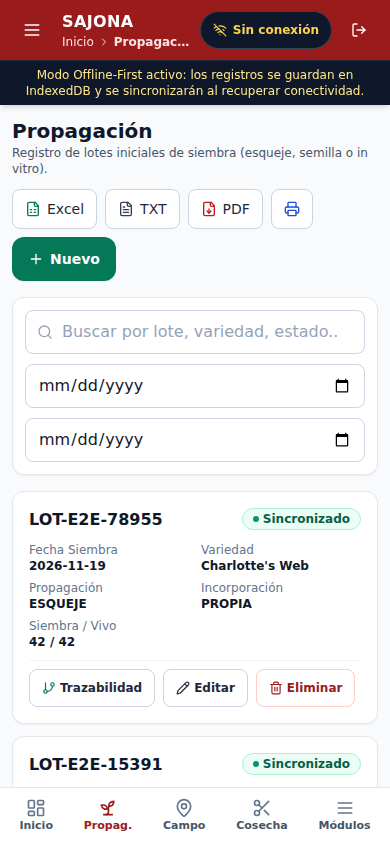 SAJONA
Inicio > Propagac...
Sin conexión
Modo Offline-First activo: los registros se guardan en
IndexedDB y se sincronizarán al recuperar conectividad.
Propagación
Registro de lotes iniciales de siembra (esqueje, semilla o in
vitro).
Excel TXT PDF
+ Nuevo
Buscar por lote, variedad, estado..
mm/dd/yyyy
mm/dd/yyyy
LOT-E2E-78955 Sincronizado
Fecha Siembra Variedad
2026-11-19 Charlotte's Web
Propagación Incorporación
ESQUEJE PROPIA
Siembra / Vivo
42 / 42
Trazabilidad Editar Eliminar
LOT-E2E-15391 Sincronizado
Inicio Propag. Campo Cosecha Módulos